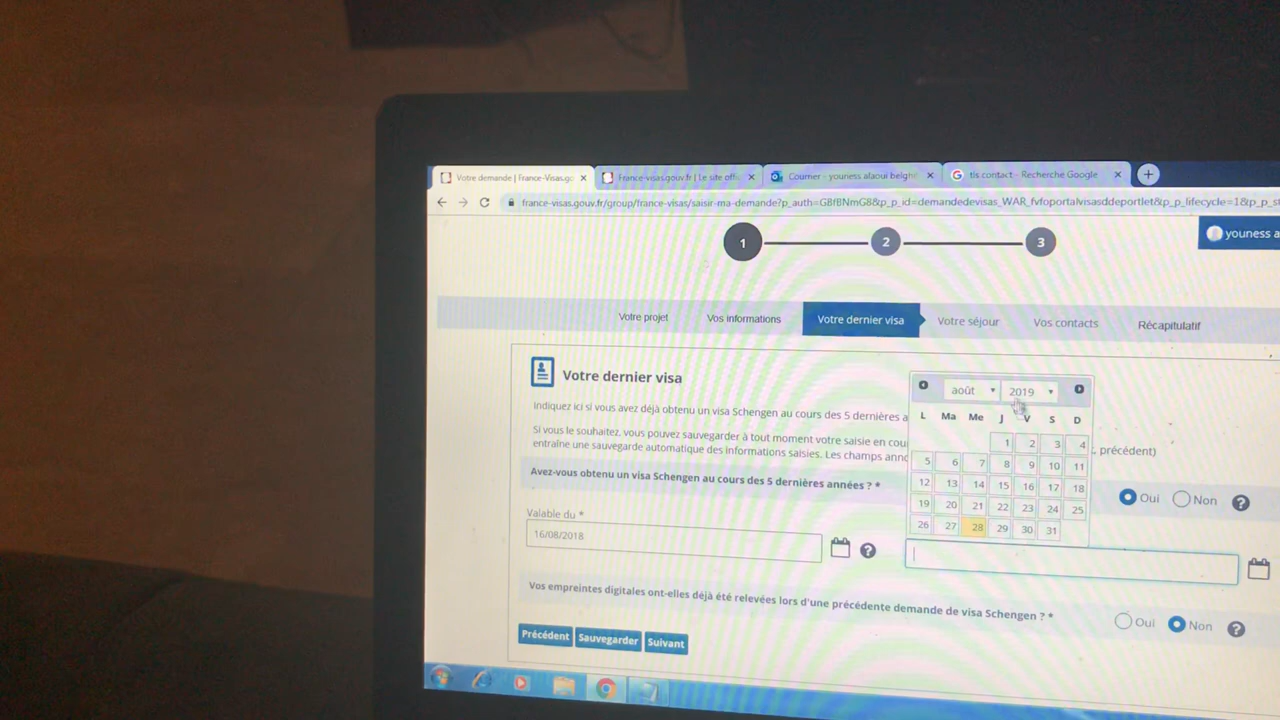 Votre demande | France-Visas.go
France-visas.gouv.fr | Le site offic
Courrier - youness alaoui belghi
tls contact - Recherche Google
france-visas.gouv.fr/group/france-visas/saisir-ma-demande?p_auth=GBfBNmG8&p_p_id=demandedevisas_WAR_fvfoportalvisasddeportlet&p_p_lifecycle=1&p_p_st
1 2 3
youness a
Votre projet Vos informations Votre dernier visa Votre séjour Vos contacts Récapitulatif
Votre dernier visa
Indiquez ici si vous avez déjà obtenu un visa Schengen au cours des 5 dernières a
Si vous le souhaitez, vous pouvez sauvegarder à tout moment votre saisie en cou
, précédent)
entraîne une sauvegarde automatique des informations saisies. Les champs anno
août 2019
L Ma Me J V S D
1 2 3 4
5 6 7 8 9 10 11
12 13 14 15 16 17 18
19 20 21 22 23 24 25
26 27 28 29 30 31
Avez-vous obtenu un visa Schengen au cours des 5 dernières années ? *
Oui Non ?
Valable du *
16/08/2018
?
Vos empreintes digitales ont-elles déjà été relevées lors d'une précédente demande de visa Schengen ? *
Oui Non ?
Précédent Sauvegarder Suivant